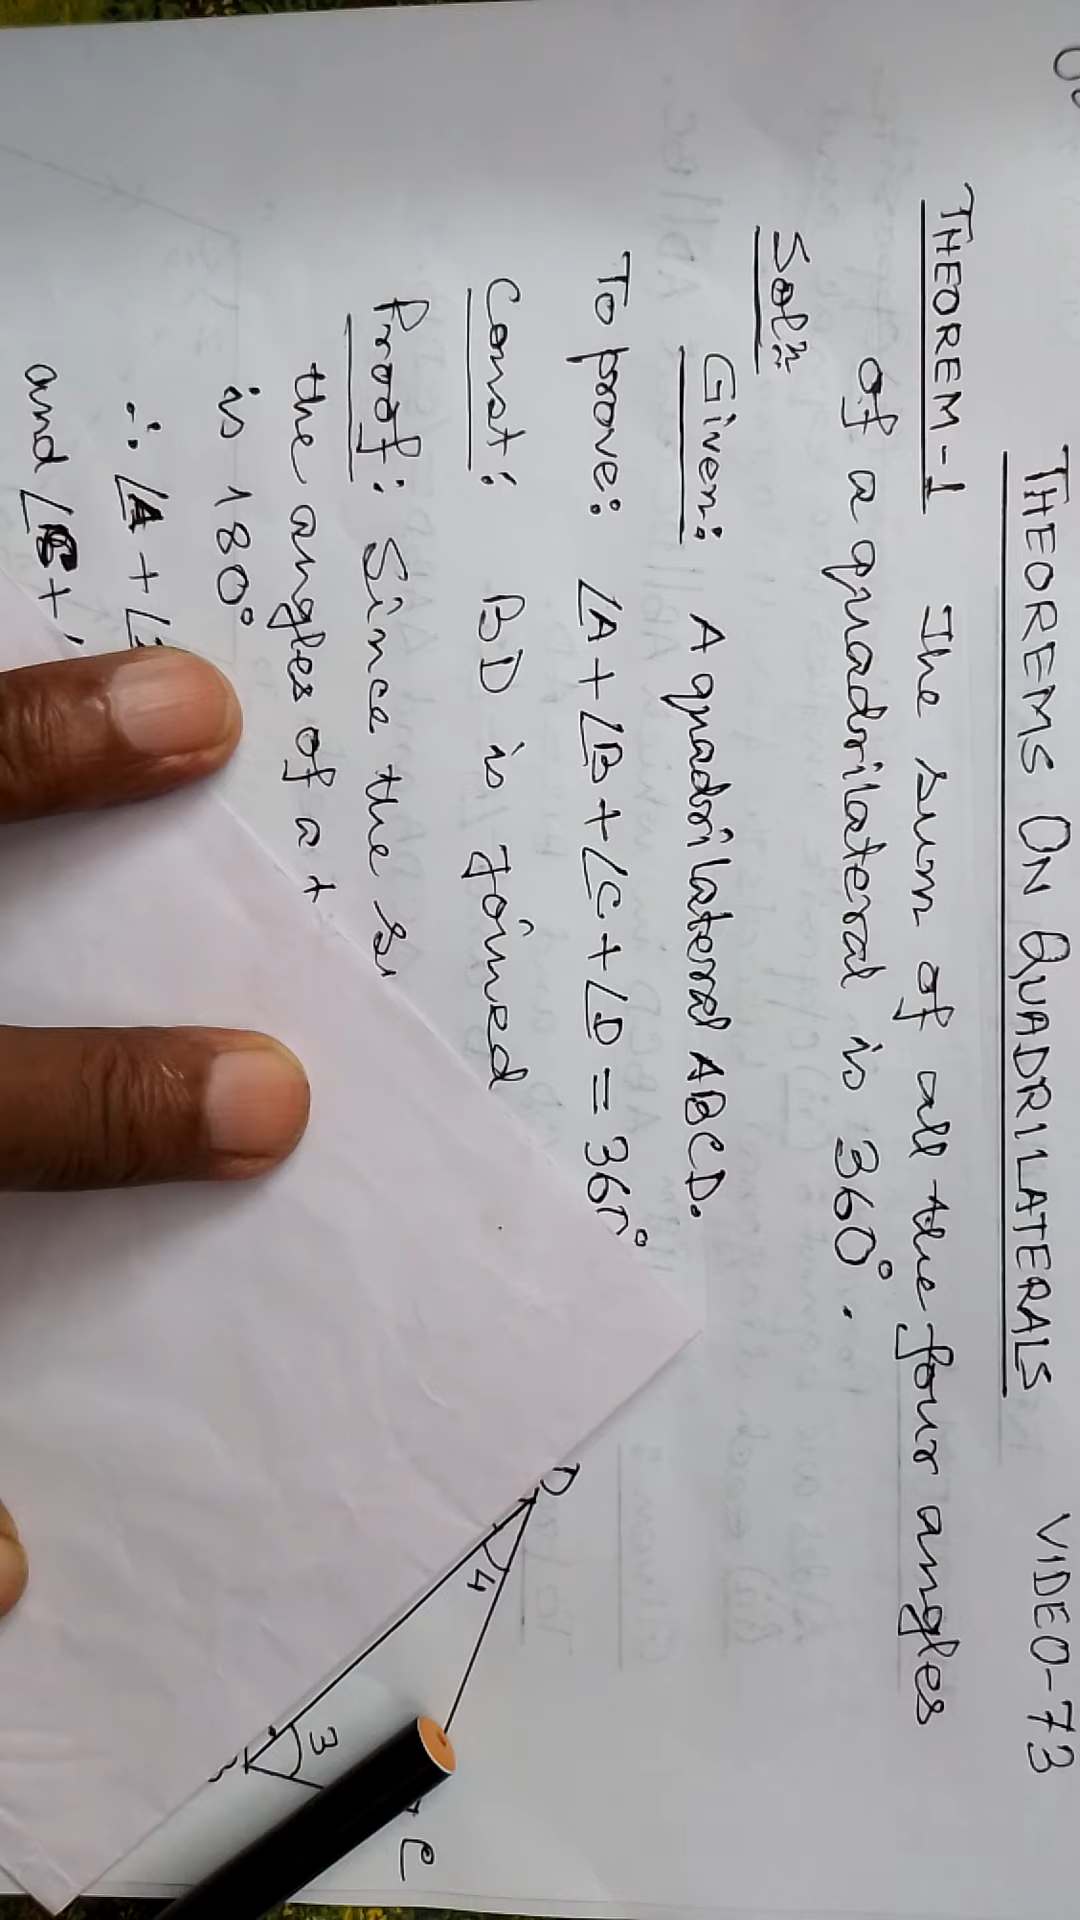 THEOREMS ON QUADRILATERALS VIDEO-73
THEOREM-1 The sum of all the four angles
of a quadrilateral is 360°.
Soln
Given: A quadrilateral ABCD.
To prove: ∠A + ∠B + ∠C + ∠D = 360°
Const: BD is joined
Proof: Since the
the angles of a
is 180°
∴ ∠A + ∠
and ∠C +
D
4
3
C